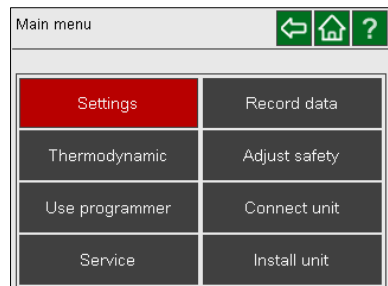 Main menu ?
Settings Record data
Thermodynamic Adjust safety
Use programmer Connect unit
Service Install unit